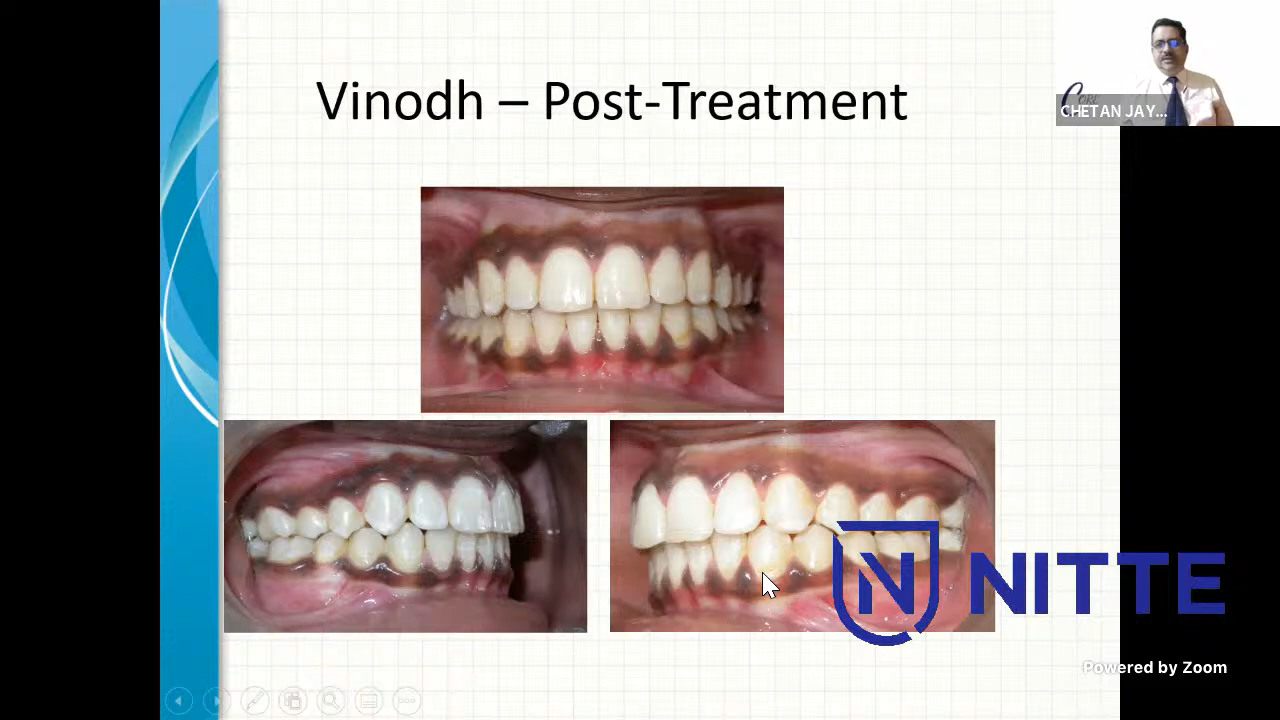 Vinodh – Post-Treatment
CHETAN JAY...
N NITTE
Powered by Zoom